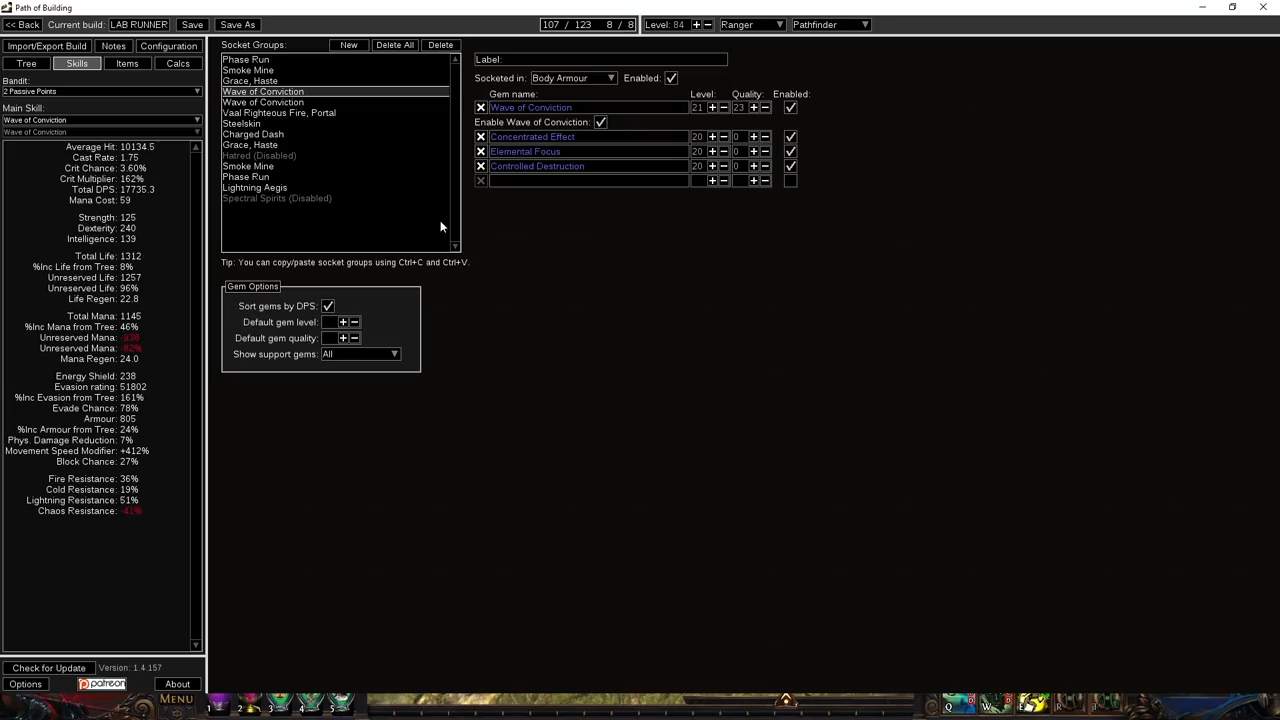 Path of Building
<< Back Current build: LAB RUNNER Save Save As 107 / 123 8 / 8 Level: 84 + - Ranger Pathfinder
Import/Export Build Notes Configuration
Tree Skills Items Calcs
Bandit:
2 Passive Points
Main Skill:
Wave of Conviction
Wave of Conviction
Average Hit: 10134.5
Cast Rate: 1.75
Crit Chance: 3.60%
Crit Multiplier: 162%
Total DPS: 17735.3
Mana Cost: 59
Strength: 125
Dexterity: 240
Intelligence: 139
Total Life: 1312
%Inc Life from Tree: 8%
Unreserved Life: 1257
Unreserved Life: 96%
Life Regen: 22.8
Total Mana: 1145
%Inc Mana from Tree: 46%
Unreserved Mana: -938
Unreserved Mana: -82%
Mana Regen: 24.0
Energy Shield: 238
Evasion rating: 51802
%Inc Evasion from Tree: 161%
Evade Chance: 78%
Armour: 805
%Inc Armour from Tree: 24%
Phys. Damage Reduction: 7%
Movement Speed Modifier: +412%
Block Chance: 27%
Fire Resistance: 36%
Cold Resistance: 19%
Lightning Resistance: 51%
Chaos Resistance: -41%
Check for Update Version: 1.4.157
Options patreon About
Socket Groups: New Delete All Delete
Phase Run
Smoke Mine
Grace, Haste
Wave of Conviction
Wave of Conviction
Vaal Righteous Fire, Portal
Steelskin
Charged Dash
Grace, Haste
Hatred (Disabled)
Smoke Mine
Phase Run
Lightning Aegis
Spectral Spirits (Disabled)
Tip: You can copy/paste socket groups using Ctrl+C and Ctrl+V.
Gem Options
Sort gems by DPS:
Default gem level: + -
Default gem quality: + -
Show support gems: All
Label:
Socketed in: Body Armour Enabled:
Gem name: Level: Quality: Enabled:
Wave of Conviction 21 + - 23 + -
Enable Wave of Conviction:
Concentrated Effect 20 + - 0 + -
Elemental Focus 20 + - 0 + -
Controlled Destruction 20 + - 0 + -
+ - + -
MENU 1 2 3 4 5 Q W E R T